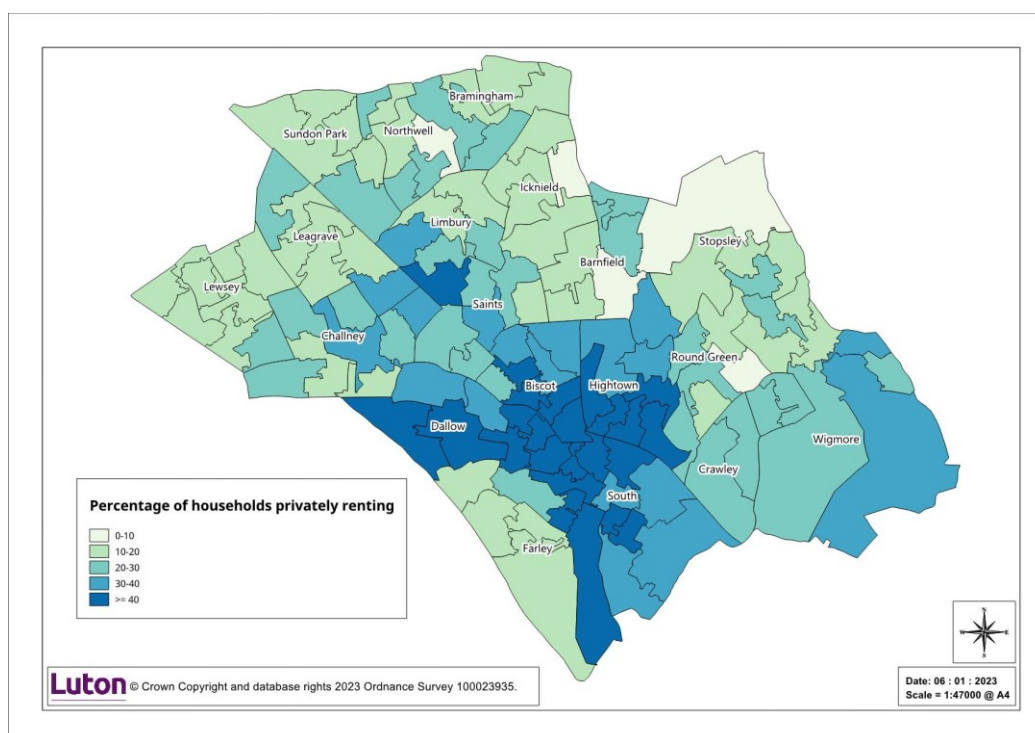 Bramingham
Sundon Park
Northwell
Icknield
Limbury
Leagrave
Stopsley
Barnfield
Lewsey
Saints
Challney
Round Green
Biscot
Hightown
Dallow
Wigmore
Crawley
South
Farley
Percentage of households privately renting
0-10
10-20
20-30
30-40
>= 40
N
W
E
S
Luton © Crown Copyright and database rights 2023 Ordnance Survey 100023935.
Date: 06 : 01 : 2023
Scale = 1:47000 @ A4